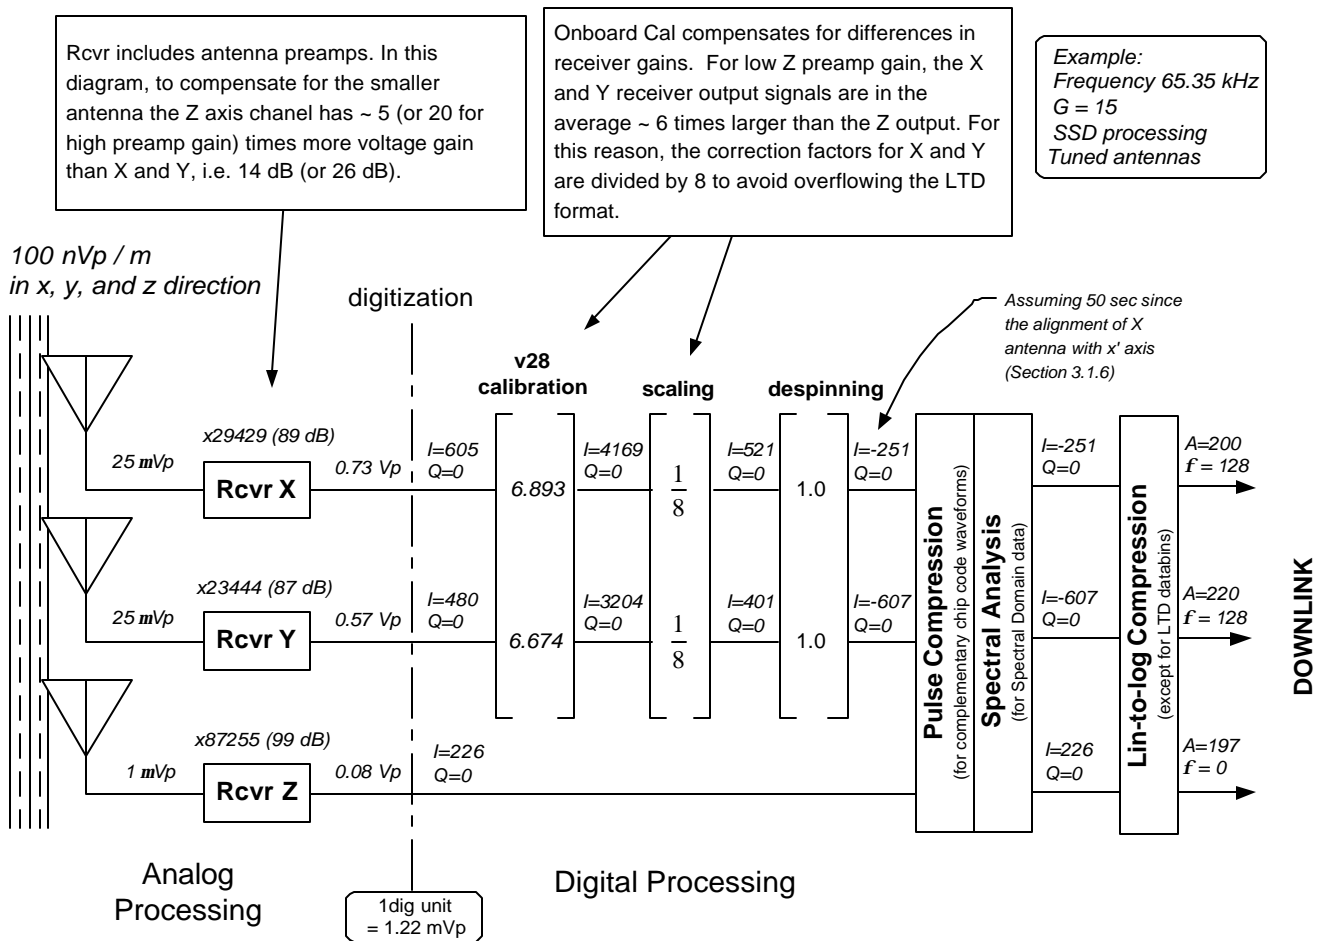 Rcvr includes antenna preamps. In this
diagram, to compensate for the smaller
antenna the Z axis chanel has ~ 5 (or 20 for
high preamp gain) times more voltage gain
than X and Y, i.e. 14 dB (or 26 dB).
Onboard Cal compensates for differences in
receiver gains.  For low Z preamp gain, the X
and Y receiver output signals are in the
average ~ 6 times larger than the Z output. For
this reason, the correction factors for X and Y
are divided by 8 to avoid overflowing the LTD
format.
Example:
Frequency 65.35 kHz
G = 15
SSD processing
Tuned antennas
100 nVp / m
in x, y, and z direction
digitization
Assuming 50 sec since
the alignment of X
antenna with x' axis
(Section 3.1.6)
v28
calibration
scaling
despinning
25 mVp
x29429 (89 dB)
Rcvr X
0.73 Vp
I=605
Q=0
6.893
I=4169
Q=0
1
8
I=521
Q=0
1.0
I=-251
Q=0
I=-251
Q=0
A=200
f = 128
25 mVp
x23444 (87 dB)
Rcvr Y
0.57 Vp
I=480
Q=0
6.674
I=3204
Q=0
1
8
I=401
Q=0
1.0
I=-607
Q=0
I=-607
Q=0
A=220
f = 128
1 mVp
x87255 (99 dB)
Rcvr Z
0.08 Vp
I=226
Q=0
I=226
Q=0
A=197
f = 0
Pulse Compression
(for complementary chip code waveforms)
Spectral Analysis
(for Spectral Domain data)
Lin-to-log Compression
(except for LTD databins)
DOWNLINK
Analog
Processing
Digital Processing
1dig unit
= 1.22 mVp